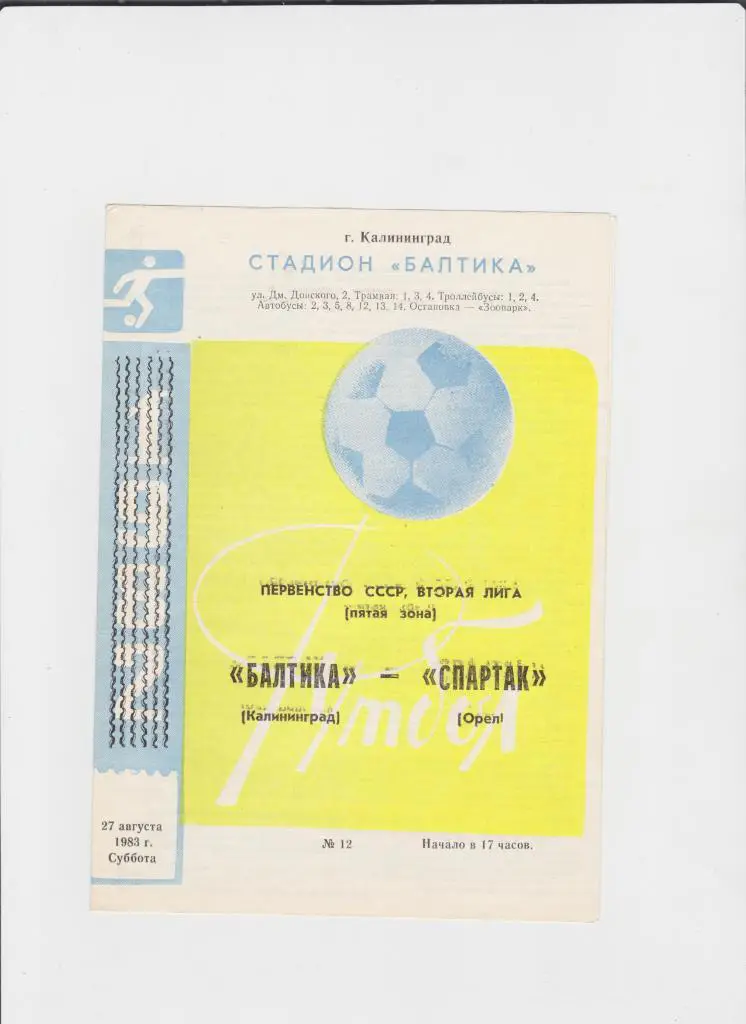 г. Калининград
СТАДИОН «БАЛТИКА»
ул. Дм. Донского, 2. Трамваи: 1, 3, 4. Троллейбусы: 1, 2, 4.
Автобусы: 2, 3, 5, 8, 12, 13, 14. Остановка — «Зоопарк».
ПЕРВЕНСТВО СССР, ВТОРАЯ ЛИГА
(пятая зона)
«БАЛТИКА» — «СПАРТАК»
(Калининград) (Орел)
Футбол
27 августа
1983 г.
Суббота
№ 12 Начало в 17 часов.